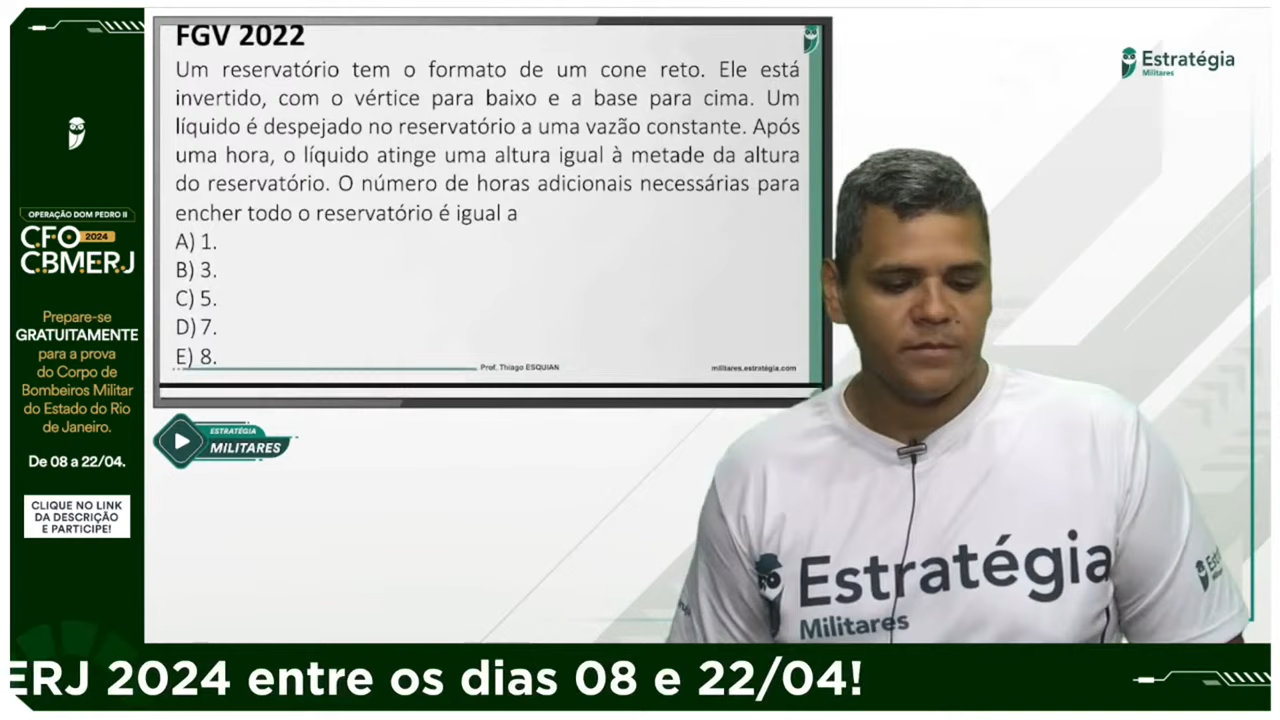 FGV 2022
Um reservatório tem o formato de um cone reto. Ele está
invertido, com o vértice para baixo e a base para cima. Um
líquido é despejado no reservatório a uma vazão constante. Após
uma hora, o líquido atinge uma altura igual à metade da altura
do reservatório. O número de horas adicionais necessárias para
encher todo o reservatório é igual a
A) 1.
B) 3.
C) 5.
D) 7.
E) 8.
Prof. Thiago ESQUIAN
militares.estratégia.com
Estratégia
Militares
OPERAÇÃO DOM PEDRO II
CFO 2024
CBMERJ
Prepare-se
GRATUITAMENTE
para a prova
do Corpo de
Bombeiros Militar
do Estado do Rio
de Janeiro.
De 08 a 22/04.
CLIQUE NO LINK
DA DESCRIÇÃO
E PARTICIPE!
ESTRATÉGIA
MILITARES
Estratégia
Militares
ERJ 2024 entre os dias 08 e 22/04!